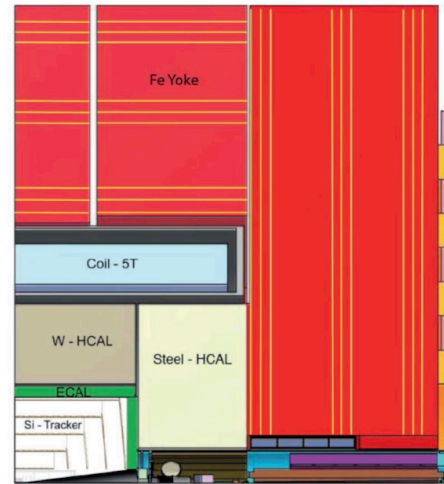 Fe Yoke
Coil - 5T
W - HCAL
Steel - HCAL
ECAL
Si - Tracker